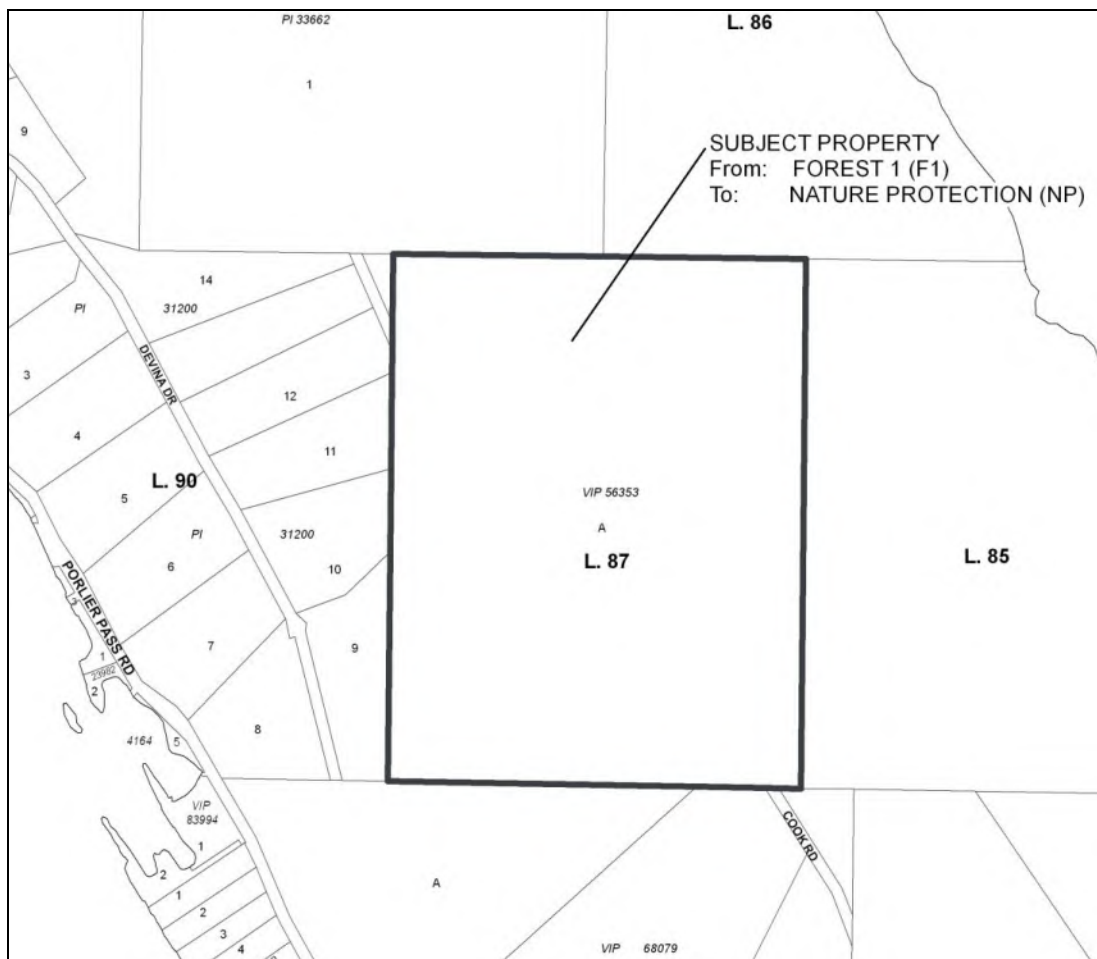 PI 33662
L. 86
1
9
SUBJECT PROPERTY
From: FOREST 1 (F1)
To: NATURE PROTECTION (NP)
14
PI
31200
3
DEVINA DR
12
4
11
L. 90
5
VIP 56353
A
PI
31200
L. 87
L. 85
6
10
PORLIER PASS RD
2
7
9
1
23982
2
8
4164
5
VIP
83994
1
COOK RD
2
A
1
2
3
4
VIP 68079